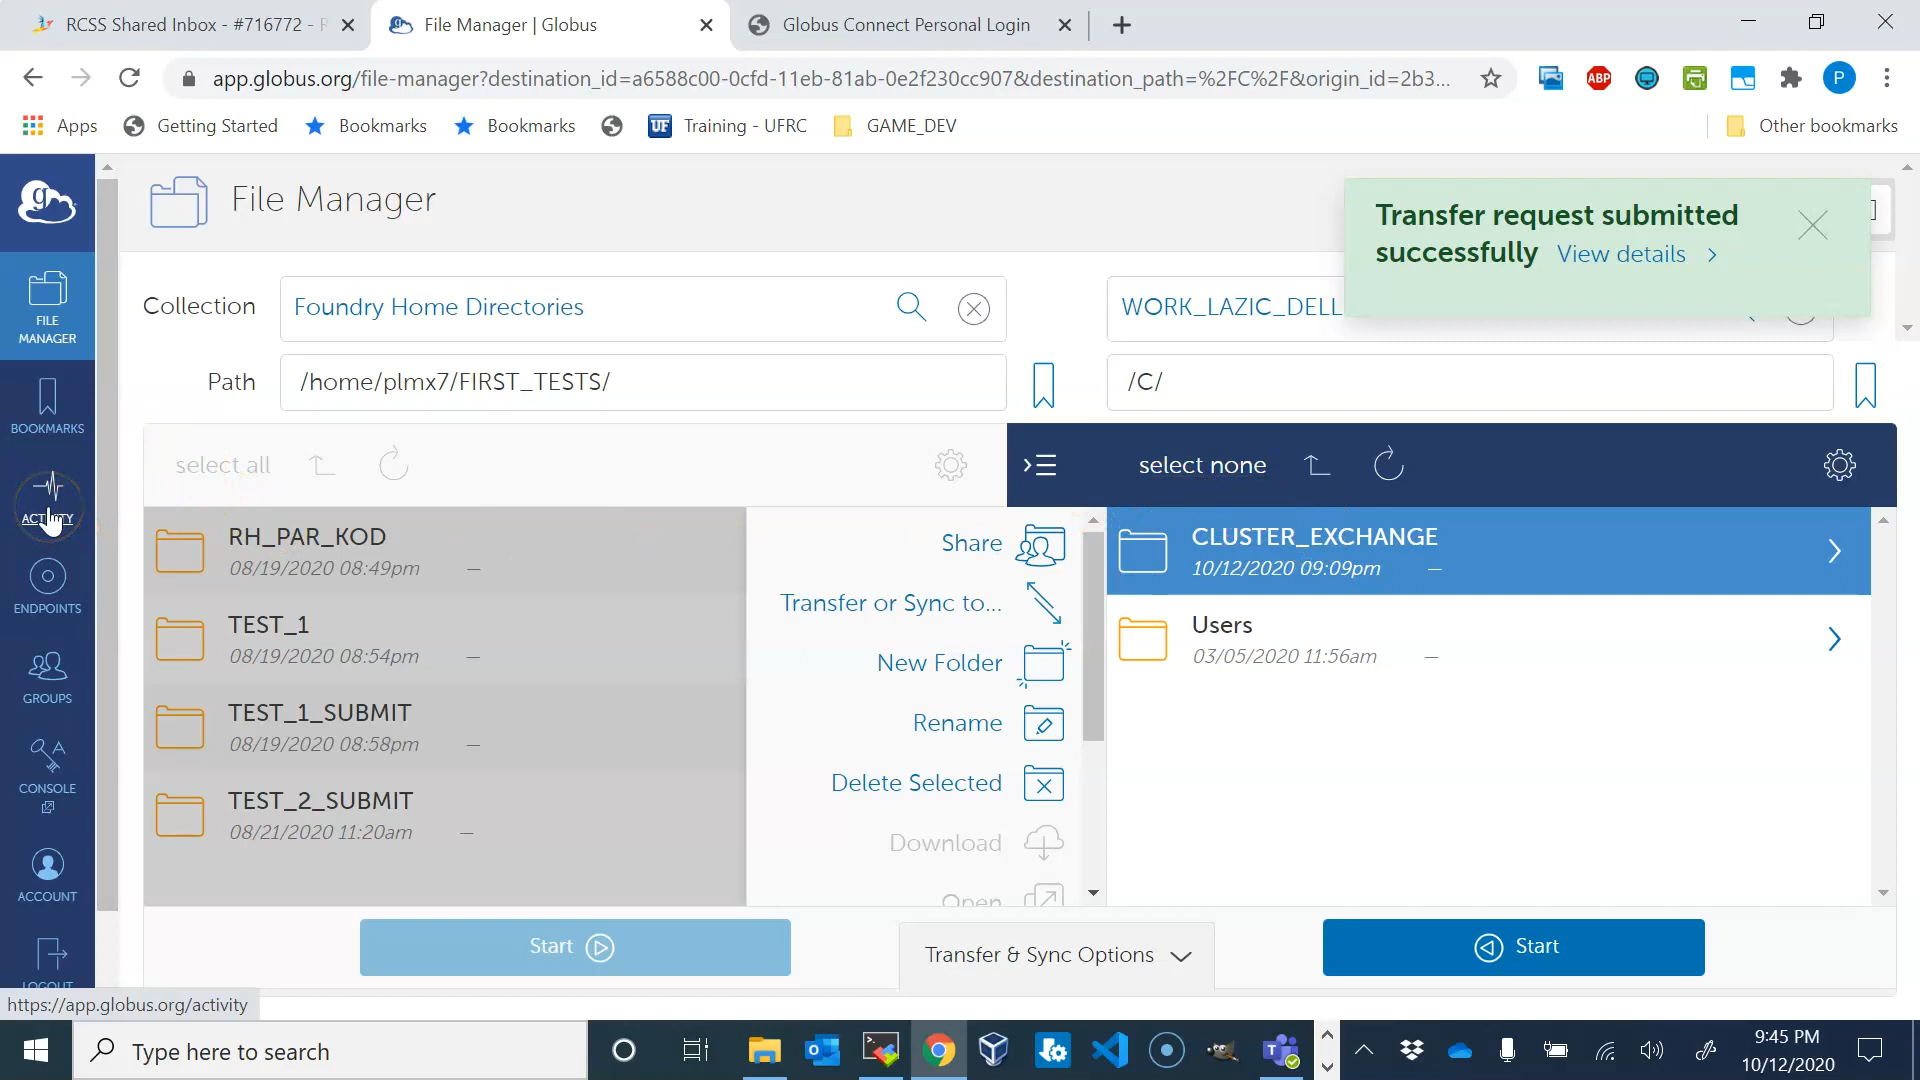 RCSS Shared Inbox - #716772 - R
File Manager | Globus
Globus Connect Personal Login
app.globus.org/file-manager?destination_id=a6588c00-0cfd-11eb-81ab-0e2f230cc907&destination_path=%2FC%2F&origin_id=2b3...
ABP
P
Apps
Getting Started
Bookmarks
Bookmarks
UF
Training - UFRC
GAME_DEV
Other bookmarks
g
File Manager
Transfer request submitted
successfully View details
FILE
MANAGER
BOOKMARKS
ACTIVITY
ENDPOINTS
GROUPS
CONSOLE
ACCOUNT
LOGOUT
Collection
Foundry Home Directories
WORK_LAZIC_DELL
Path
/home/plmx7/FIRST_TESTS/
/C/
select all
select none
RH_PAR_KOD
08/19/2020 08:49pm —
TEST_1
08/19/2020 08:54pm —
TEST_1_SUBMIT
08/19/2020 08:58pm —
TEST_2_SUBMIT
08/21/2020 11:20am —
Share
Transfer or Sync to...
New Folder
Rename
Delete Selected
Download
Open
CLUSTER_EXCHANGE
10/12/2020 09:09pm —
Users
03/05/2020 11:56am —
Start
Transfer & Sync Options
Start
https://app.globus.org/activity
Type here to search
9:45 PM
10/12/2020